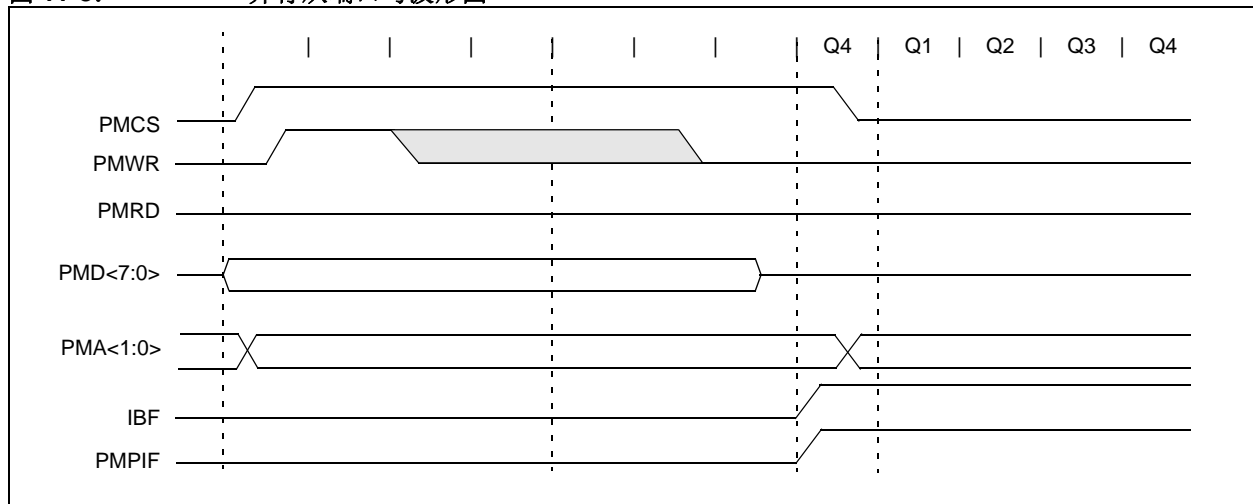 | | | | | | | Q4 | Q1 | Q2 | Q3 | Q4
PMCS
PMWR
PMRD
PMD<7:0>
PMA<1:0>
IBF
PMPIF